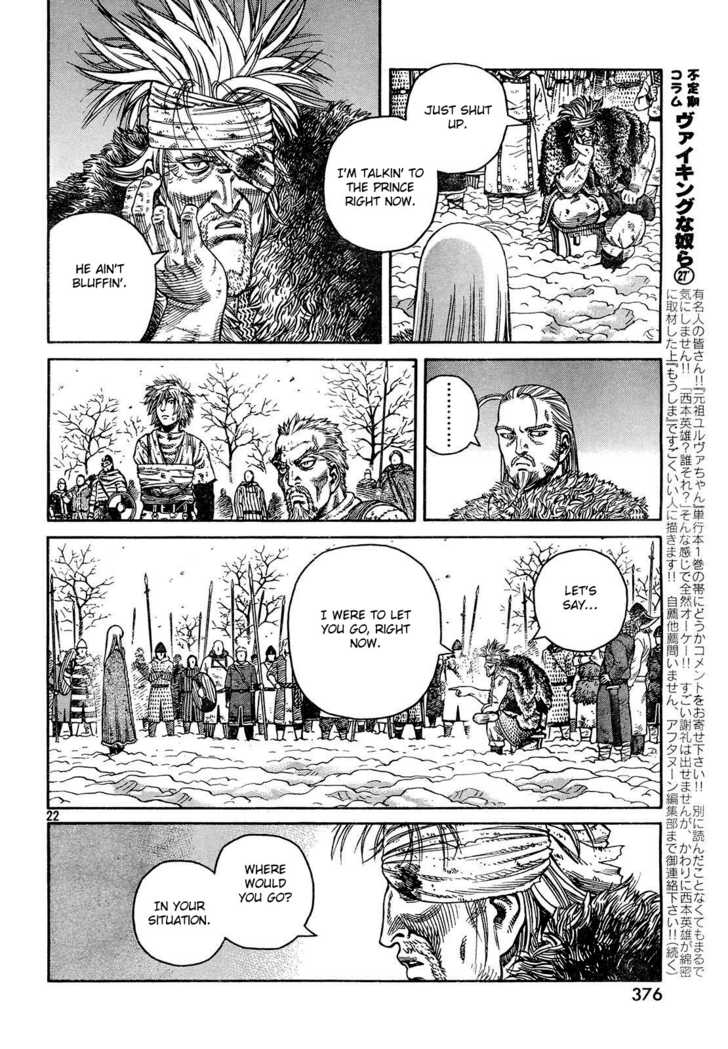 JUST SHUT
UP.
I'M TALKIN' TO
THE PRINCE
RIGHT NOW.
HE AIN'T
BLUFFIN'.
………
LET'S
SAY...
I WERE TO LET
YOU GO, RIGHT
NOW.
22
WHERE
WOULD
YOU GO?
IN YOUR
SITUATION.
376
不定期
コラム
ヴァイキングな奴ら㉗
有名人の皆さん!!『元祖ユルヴァちゃん』単行本1巻の帯にどうかコメントをお寄せ下さい!! 別に読んだことなくてもまるで
気にしません!!「西本英雄?誰それ?」そんな感じで全然オーケー!! すごい謝礼は出せませんが、かわりに西本英雄が綿密
に取材した上『もうしま』ですごくいい人に描きます!! 自薦他薦問いません、アフタヌーン編集部まで御連絡下さい!!(続く)